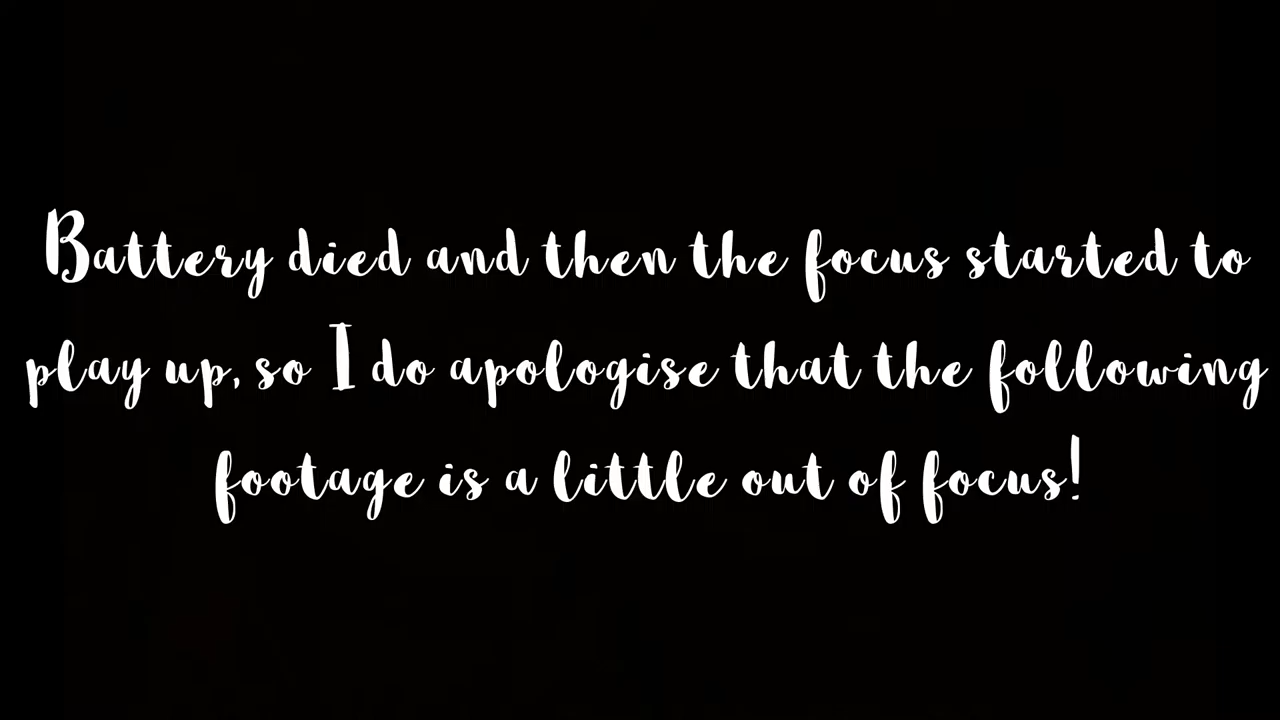 Battery died and then the focus started to
play up, so I do apologise that the following
footage is a little out of focus!